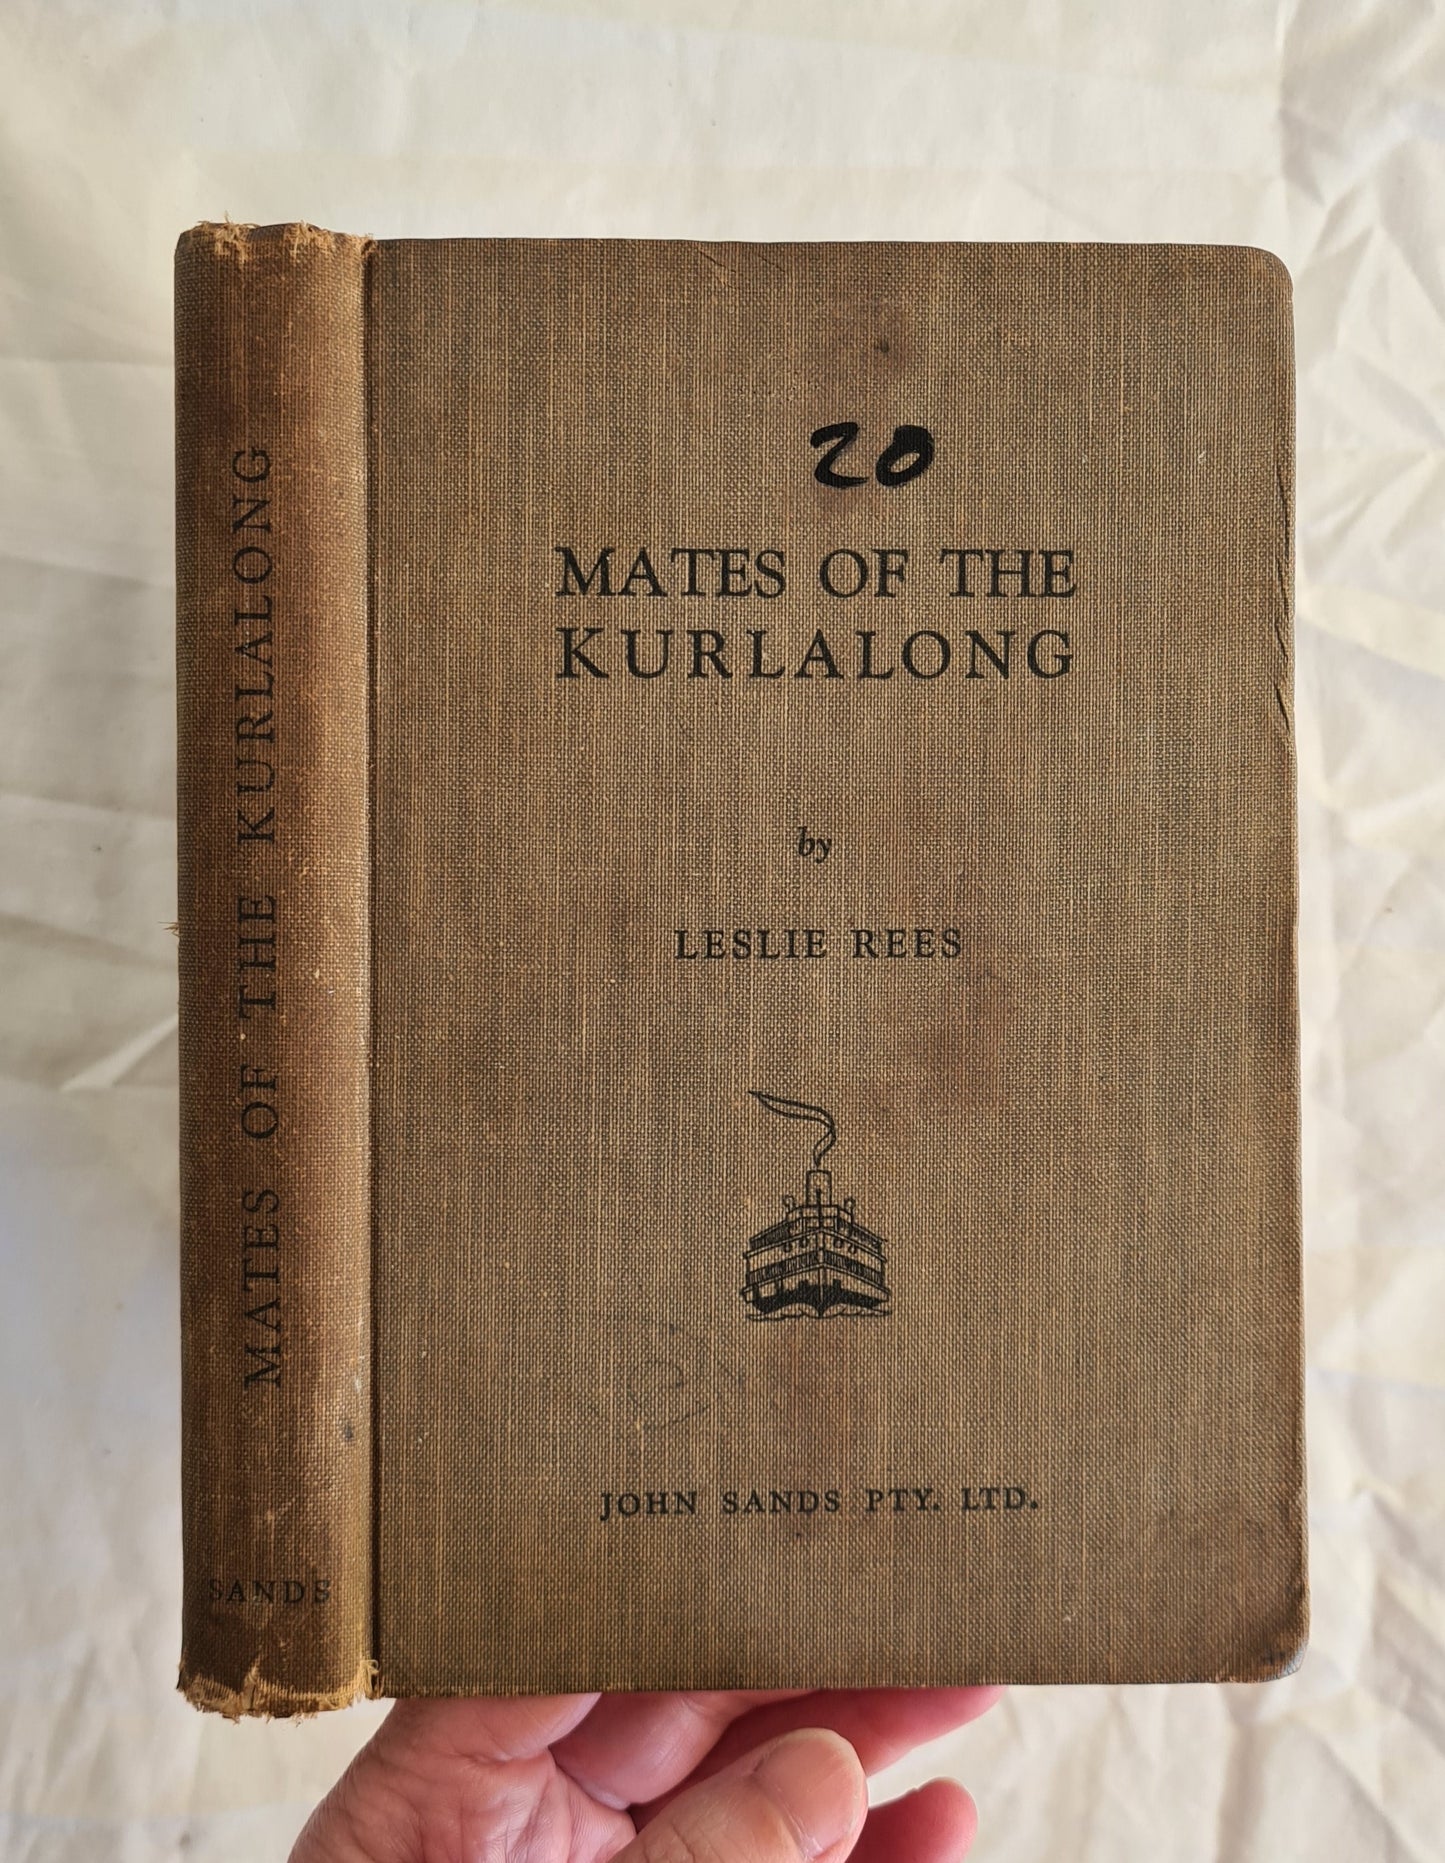 MATES OF THE KURLALONG
SANDS
20
MATES OF THE
KURLALONG
by
LESLIE REES
JOHN SANDS PTY. LTD.